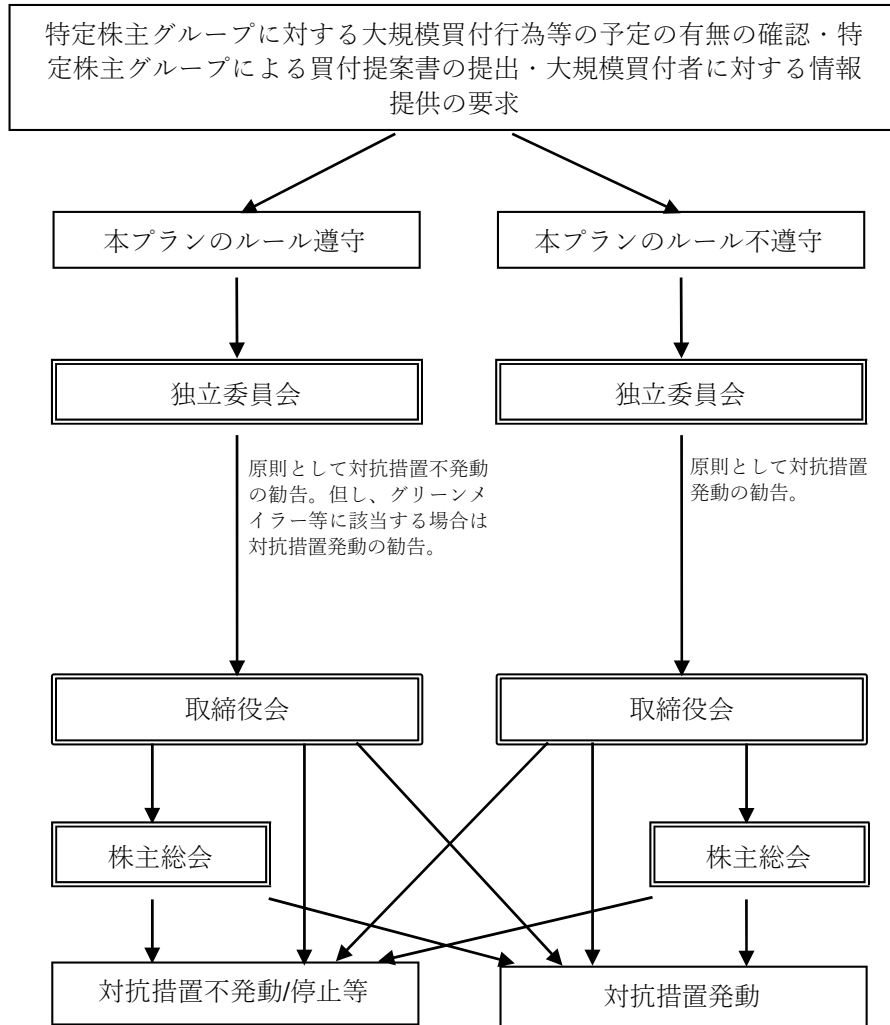 特定株主グループに対する大規模買付行為等の予定の有無の確認・特
定株主グループによる買付提案書の提出・大規模買付者に対する情報
提供の要求
本プランのルール遵守
本プランのルール不遵守
独立委員会
独立委員会
原則として対抗措置不発動
の勧告。但し、グリーンメ
イラー等に該当する場合は
対抗措置発動の勧告。
原則として対抗措置
発動の勧告。
取締役会
取締役会
株主総会
株主総会
対抗措置不発動/停止等
対抗措置発動